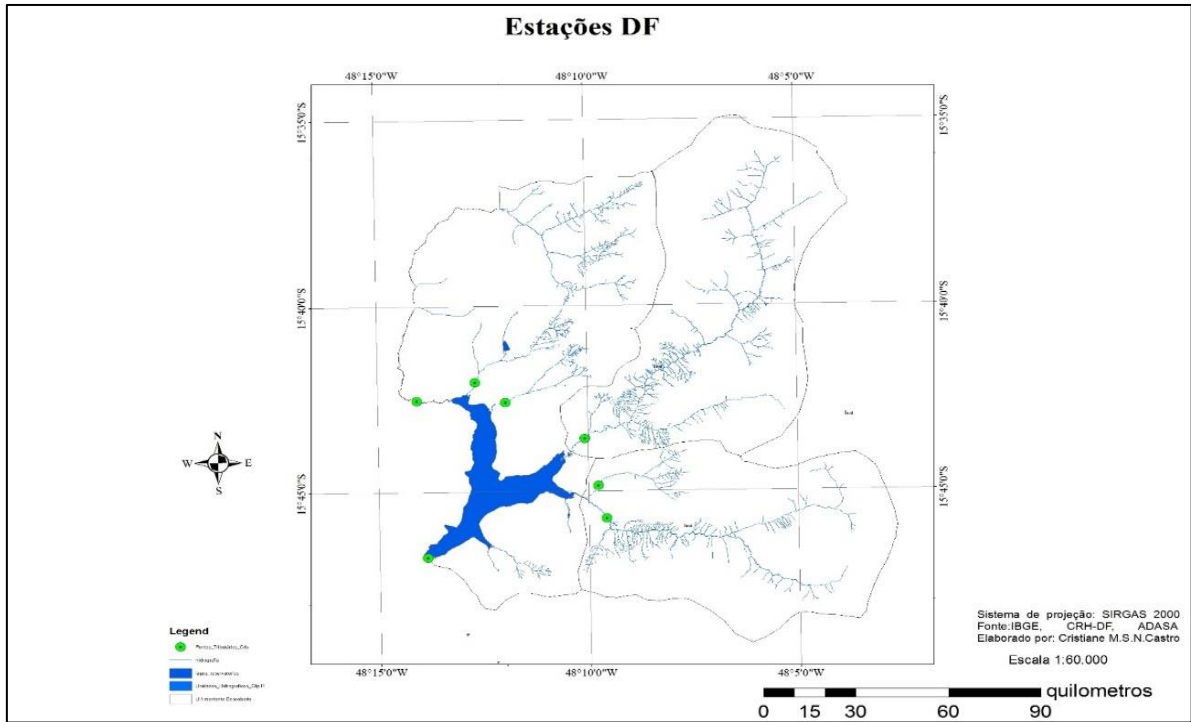 Estações DF
48°15'0"W 48°10'0"W 48°5'0"W
15°35'0"S 15°35'0"S
15°40'0"S 15°40'0"S
15°45'0"S 15°45'0"S
48°15'0"W 48°10'0"W 48°5'0"W
N
W E
S
Legend
Hidrografia
Sistema de projeção: SIRGAS 2000
Fonte:IBGE, CRH-DF, ADASA
Elaborado por: Cristiane M.S.N.Castro
Escala 1:60.000
quilometros
0 15 30 60 90